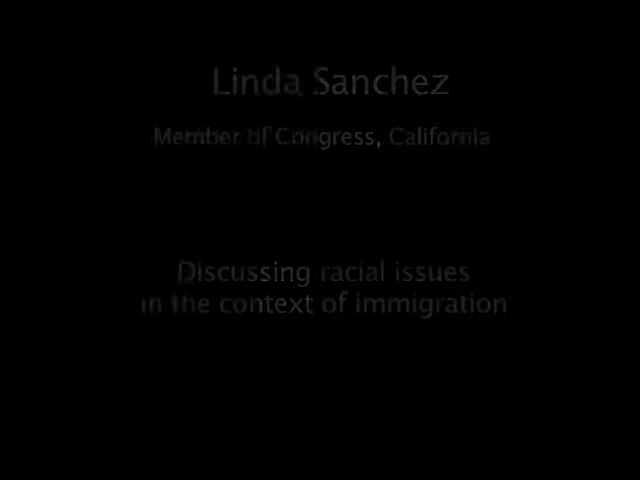 Linda Sanchez
Member of Congress, California
Discussing racial issues
in the context of immigration